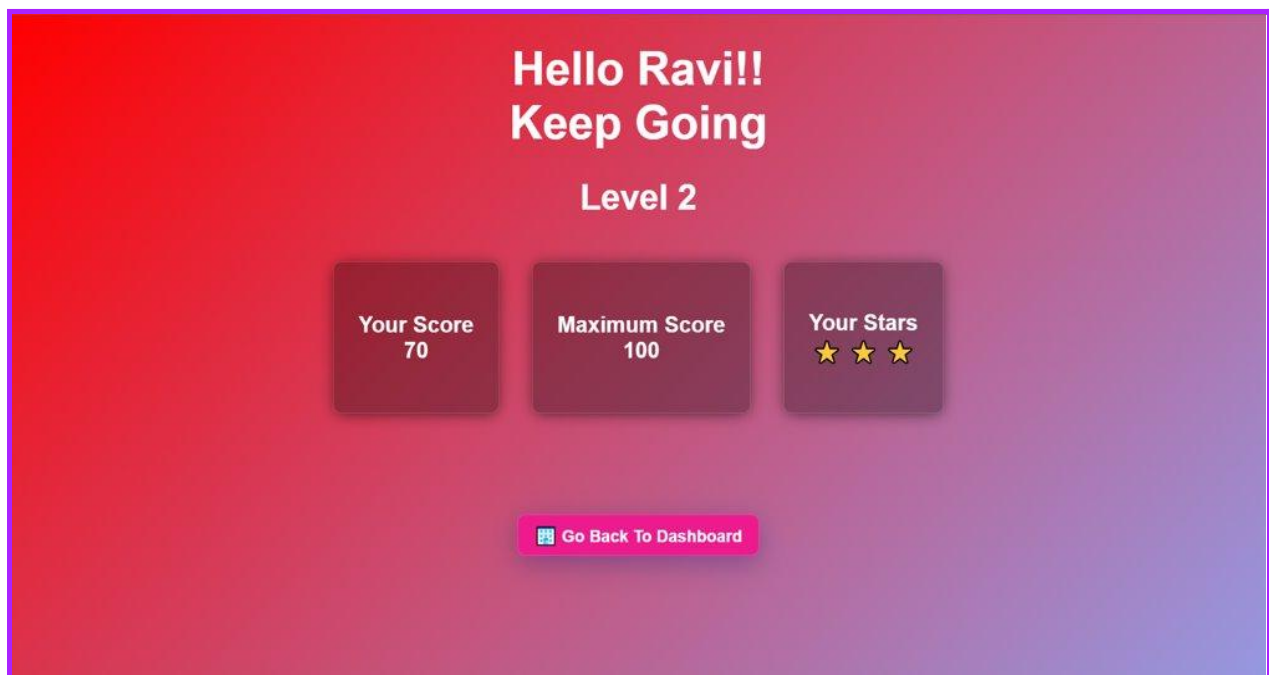 Hello Ravi!!
Keep Going
Level 2
Your Score
70
Maximum Score
100
Your Stars
Go Back To Dashboard